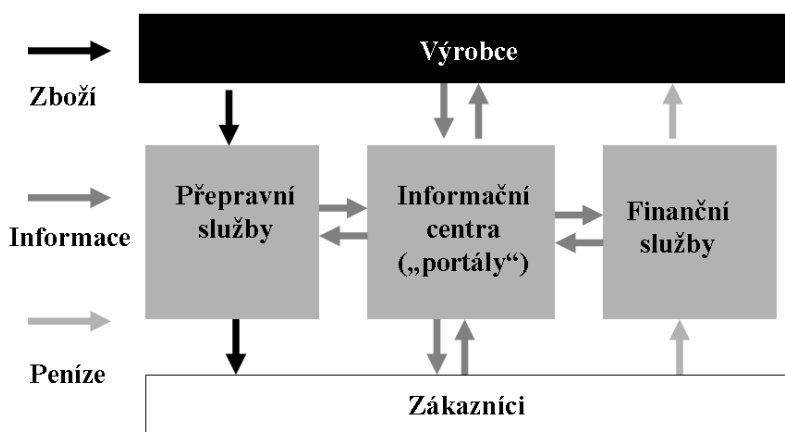 Výrobce
Zboží
Přepravní
služby
Informační
centra
(„portály“)
Finanční
služby
Informace
Peníze
Zákazníci